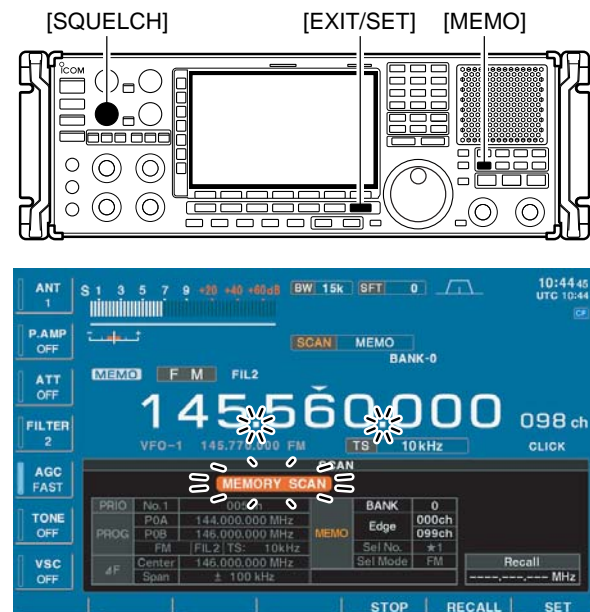 [SQUELCH] [EXIT/SET] [MEMO]
ICOM
ANT 1
S 1 3 5 7 9 +20 +40 +60dB BW 15k SFT 0
10:44 45
UTC 10:44
CF
P.AMP OFF
SCAN MEMO
BANK-0
ATT OFF
MEMO F M FIL2
145.560.000 098 ch
VFO-1 145.770.000 FM TS 10kHz CLICK
FILTER 2
AGC FAST
SCAN
MEMORY SCAN
PRIO No.1 BANK 0
TONE OFF
PROG P0A 144.000.000 MHz MEMO Edge 000ch
P0B 146.000.000 MHz 099ch
FM FIL2 TS: 10kHz Sel No. ★1
VSC OFF
⊿F Center 146.000.000 MHz Sel Mode FM Recall
Span ± 100 kHz ----,---,--- MHz
STOP RECALL SET